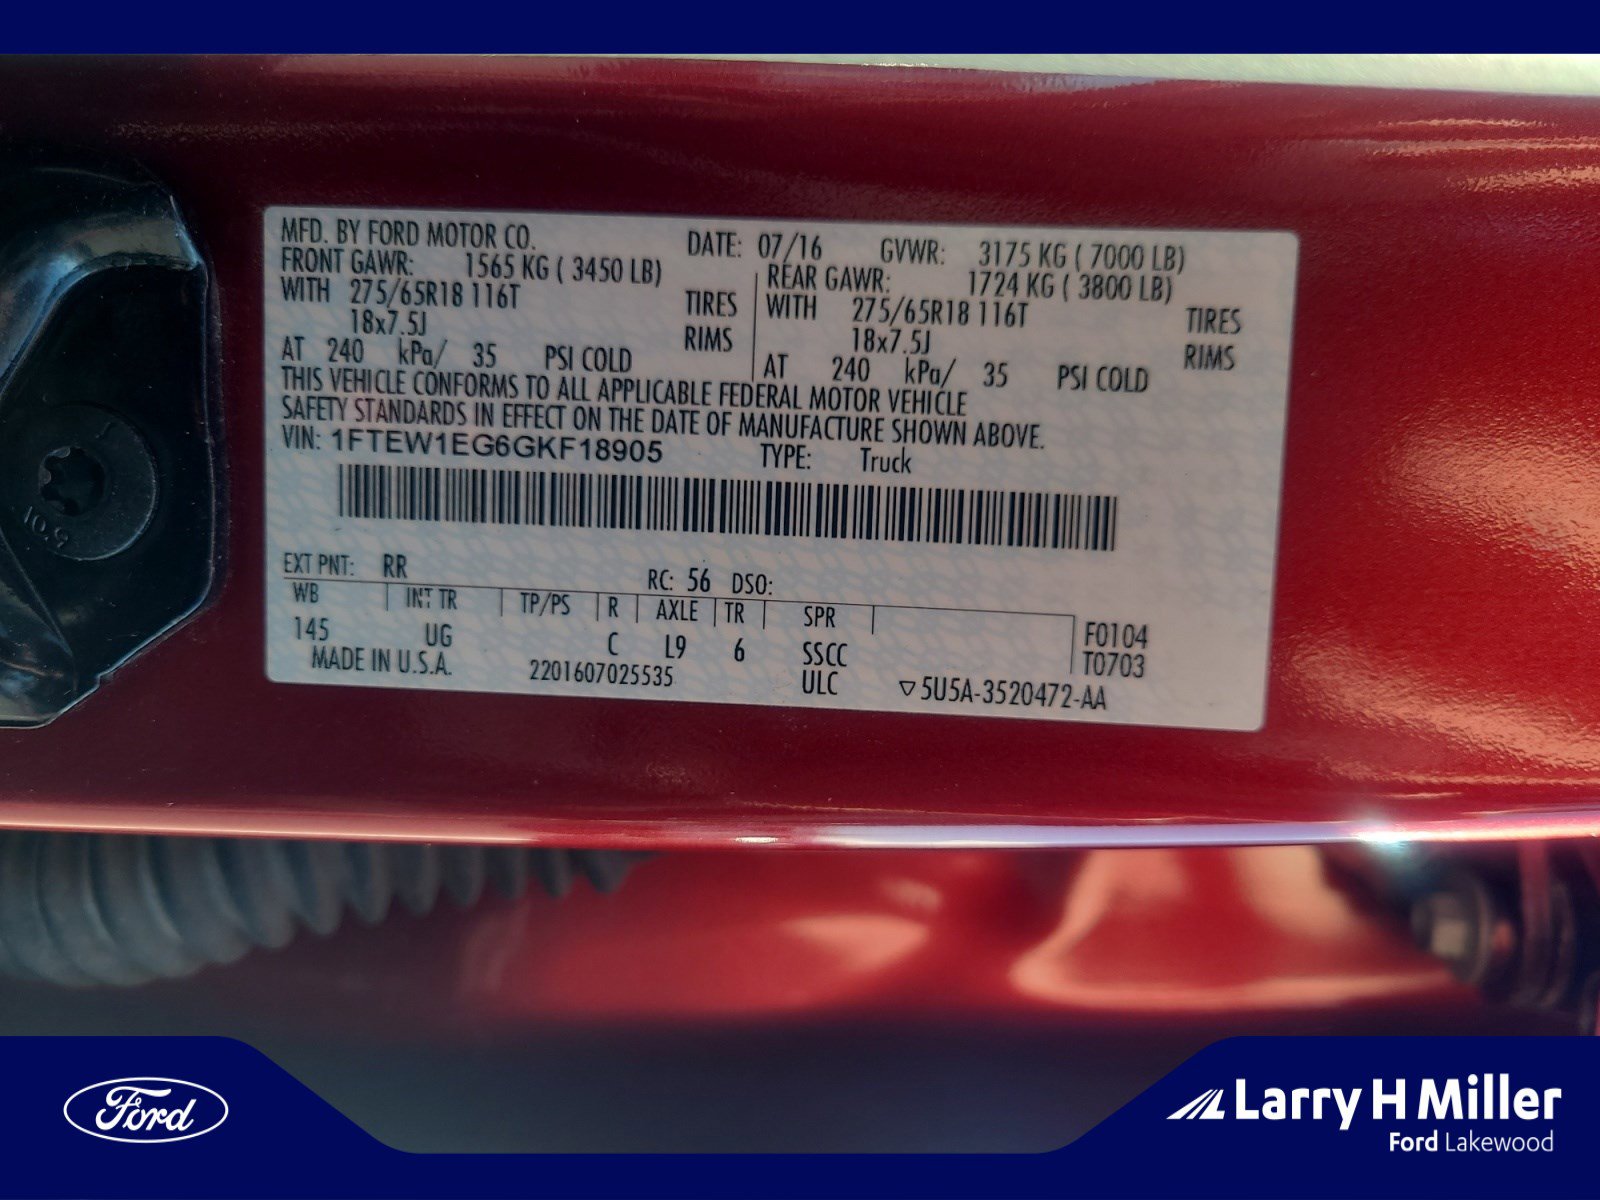 MFD. BY FORD MOTOR CO. DATE: 07/16 GVWR: 3175 KG ( 7000 LB)
FRONT GAWR: 1565 KG ( 3450 LB) REAR GAWR: 1724 KG ( 3800 LB)
WITH 275/65R18 116T TIRES WITH 275/65R18 116T TIRES
18x7.5J RIMS 18x7.5J RIMS
AT 240 kPa/ 35 PSI COLD AT 240 kPa/ 35 PSI COLD
THIS VEHICLE CONFORMS TO ALL APPLICABLE FEDERAL MOTOR VEHICLE
SAFETY STANDARDS IN EFFECT ON THE DATE OF MANUFACTURE SHOWN ABOVE.
VIN: 1FTEW1EG6GKF18905 TYPE: Truck
EXT PNT: RR RC: 56 DSO:
WB INT TR TP/PS R AXLE TR SPR F0104
145 UG C L9 6 SSCC T0703
MADE IN U.S.A. 2201607025535 ULC ▽5U5A-3520472-AA
10.9
Ford
Larry H Miller
Ford Lakewood